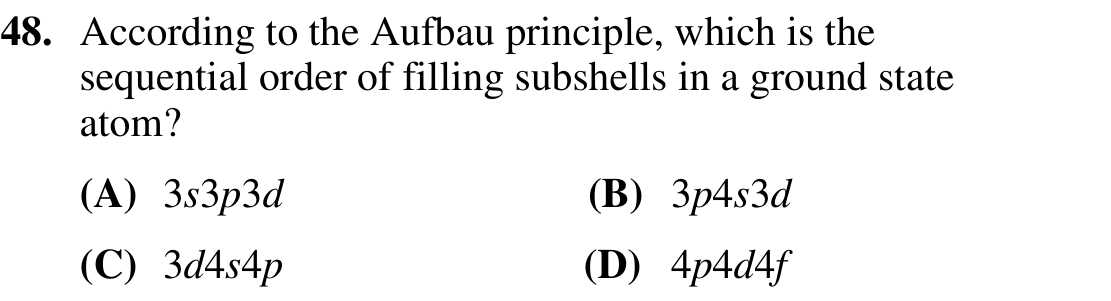 48. According to the Aufbau principle, which is the
sequential order of filling subshells in a ground state
atom?
(A) 3s3p3d (B) 3p4s3d
(C) 3d4s4p (D) 4p4d4f